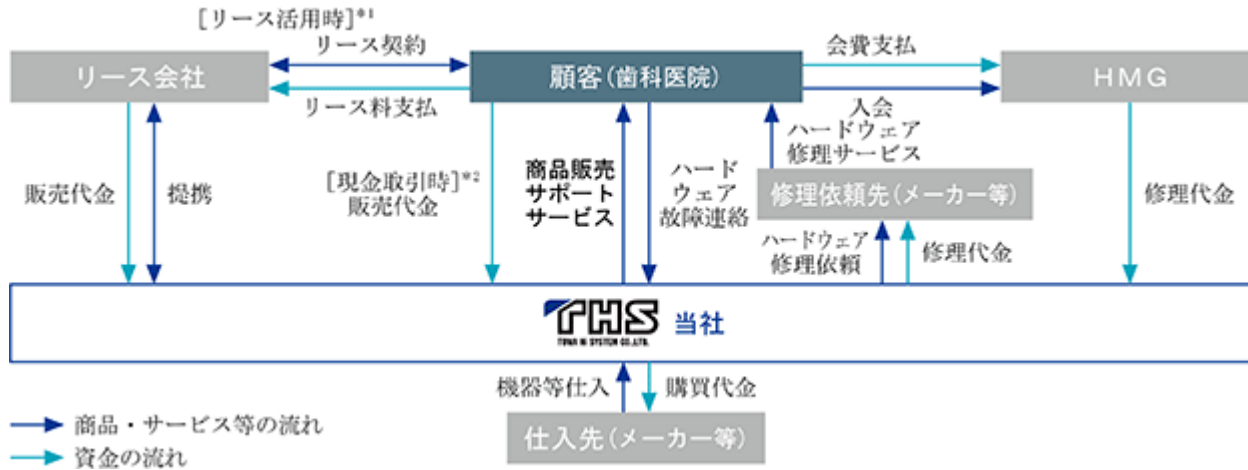 [リース活用時]*1
リース契約
リース会社
リース料支払
顧客(歯科医院)
会費支払
HMG
入会
ハードウェア
修理サービス
販売代金
提携
[現金取引時]*2
販売代金
商品販売
サポート
サービス
ハード
ウェア
故障連絡
修理依頼先(メーカー等)
ハードウェア
修理依頼
修理代金
修理代金
THS 当社
TOWA HI SYSTEM CO.,LTD.
機器等仕入
購買代金
仕入先(メーカー等)
商品・サービス等の流れ
資金の流れ